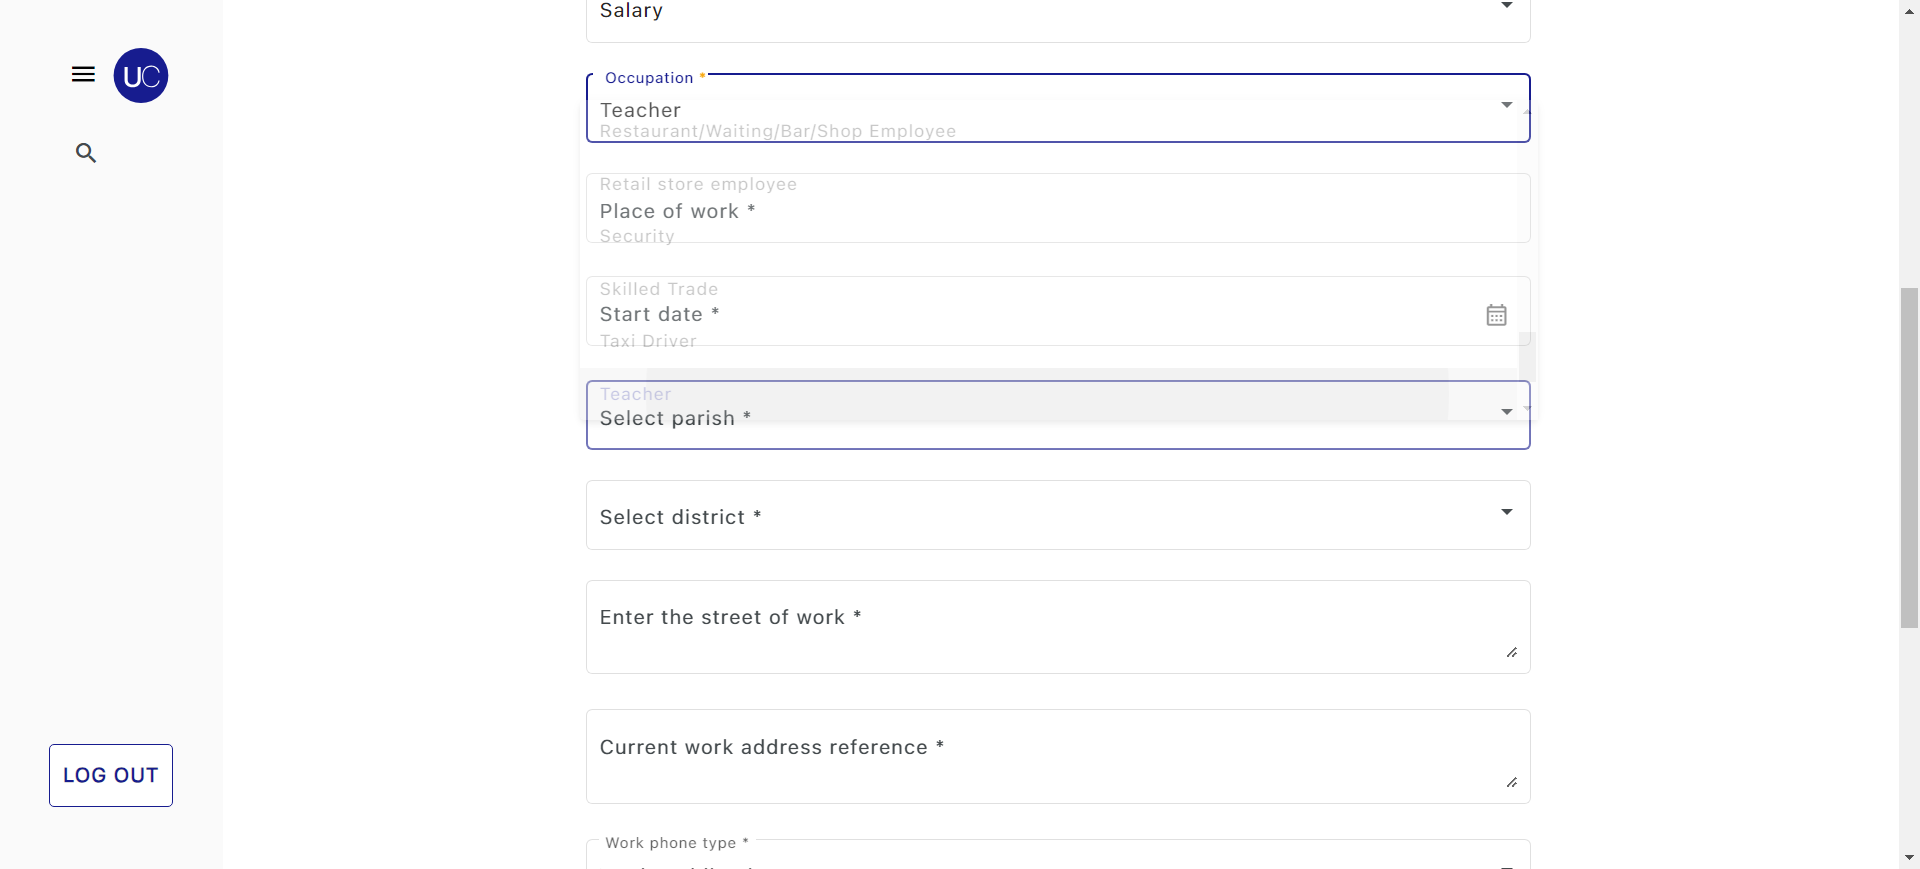 UC
LOG OUT
Salary
Occupation *
Teacher
Restaurant/Waiting/Bar/Shop Employee
Retail store employee
Place of work *
Security
Skilled Trade
Start date *
Taxi Driver
Teacher
Select parish *
Select district *
Enter the street of work *
Current work address reference *
Work phone type *